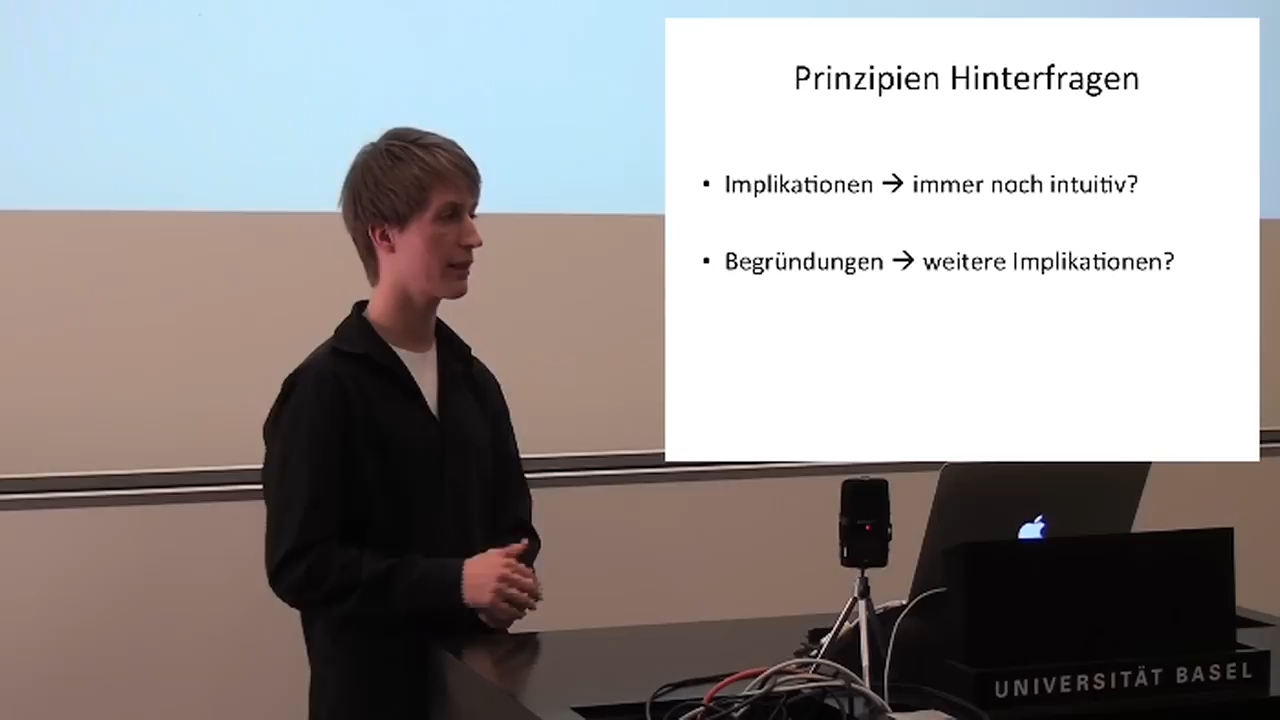 Prinzipien Hinterfragen
• Implikationen → immer noch intuitiv?
• Begründungen → weitere Implikationen?
UNIVERSITÄT BASEL